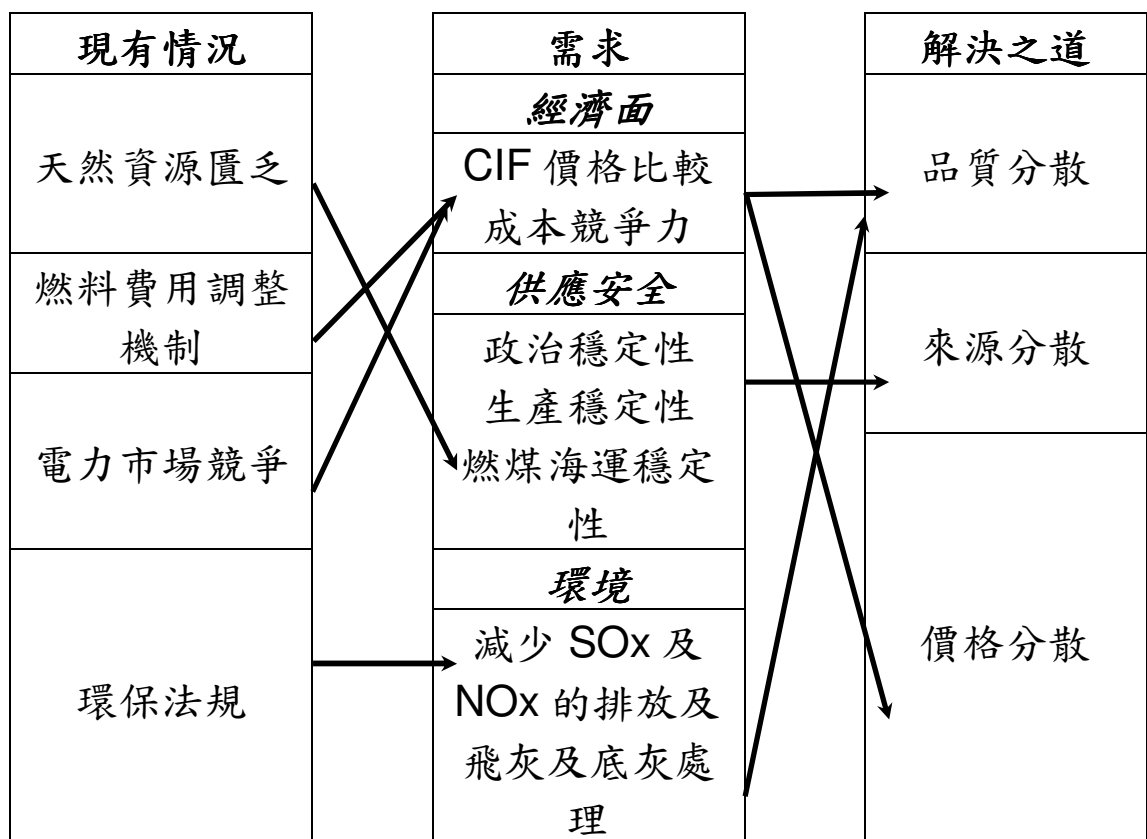 現有情況
天然資源匱乏
燃料費用調整
機制
電力市場競爭
環保法規
需求
經濟面
CIF 價格比較
成本競爭力
供應安全
政治穩定性
生產穩定性
燃煤海運穩定
性
環境
減少 SOx 及
NOx 的排放及
飛灰及底灰處
理
解決之道
品質分散
來源分散
價格分散